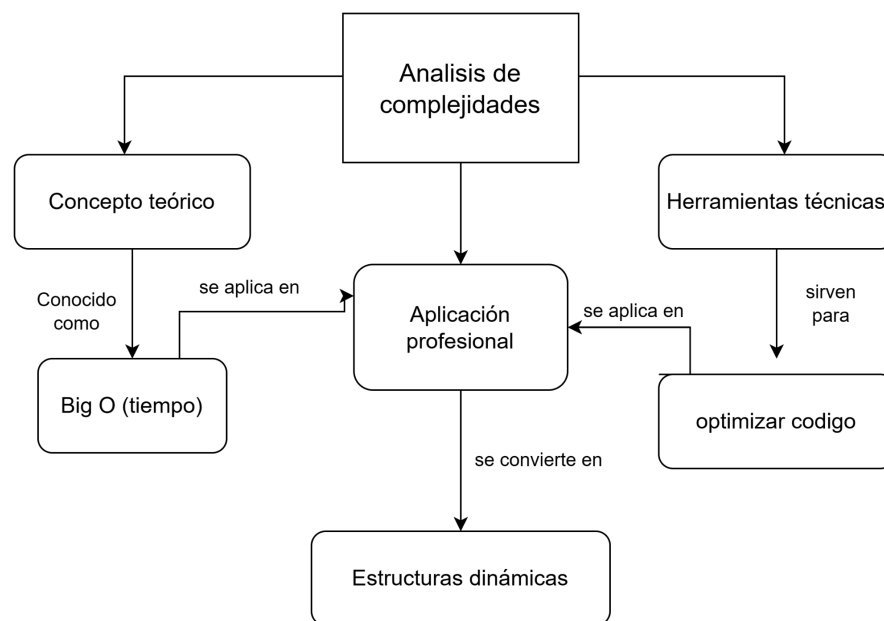 Analisis de
complejidades
Concepto teórico
Herramientas técnicas
Conocido
como
se aplica en
Aplicación
profesional
se aplica en
sirven
para
Big O (tiempo)
optimizar codigo
se convierte en
Estructuras dinámicas